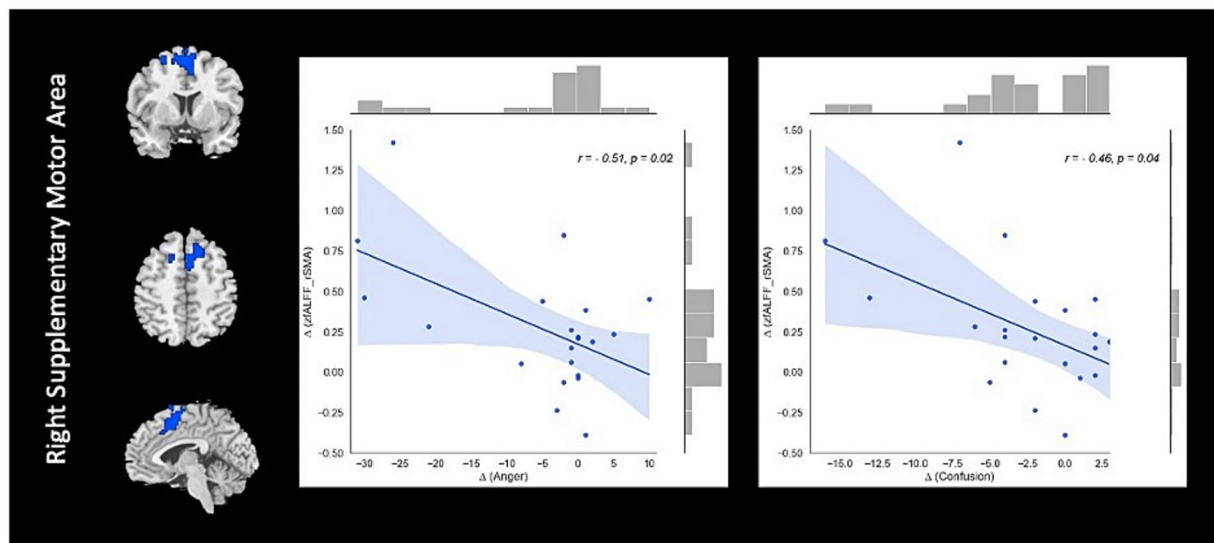 Right Supplementary Motor Area
1.50
1.25
1.00
0.75
0.50
0.25
0.00
−0.25
−0.50
Δ (zfALFF_rSMA)
r = - 0.51, p = 0.02
−30 −25 −20 −15 −10 −5 0 5 10
Δ (Anger)
1.50
1.25
1.00
0.75
0.50
0.25
0.00
−0.25
−0.50
Δ (zfALFF_rSMA)
r = - 0.46, p = 0.04
−15.0 −12.5 −10.0 −7.5 −5.0 −2.5 0.0 2.5
Δ (Confusion)